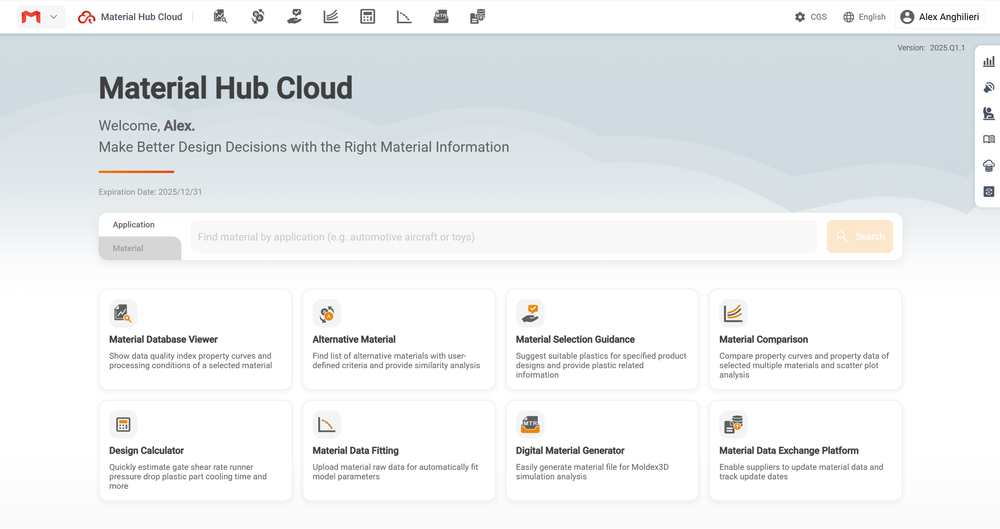 Material Hub Cloud
B
A
MTR
CGS
English
Alex Anghilieri
Version: 2025.Q1.1
Material Hub Cloud
Welcome, Alex.
Make Better Design Decisions with the Right Material Information
Expiration Date: 2025/12/31
Application
Material
Find material by application (e.g. automotive aircraft or toys)
Search
C
Material Database Viewer
Show data quality index property curves and
processing conditions of a selected material
B
A
Alternative Material
Find list of alternative materials with user-
defined criteria and provide similarity analysis
Material Selection Guidance
Suggest suitable plastics for specified product
designs and provide plastic related
information
Material Comparison
Compare property curves and property data of
selected multiple materials and scatter plot
analysis
Design Calculator
Quickly estimate gate shear rate runner
pressure drop plastic part cooling time and
more
Material Data Fitting
Upload material raw data for automatically fit
model parameters
MTR
Digital Material Generator
Easily generate material file for Moldex3D
simulation analysis
Material Data Exchange Platform
Enable suppliers to update material data and
track update dates